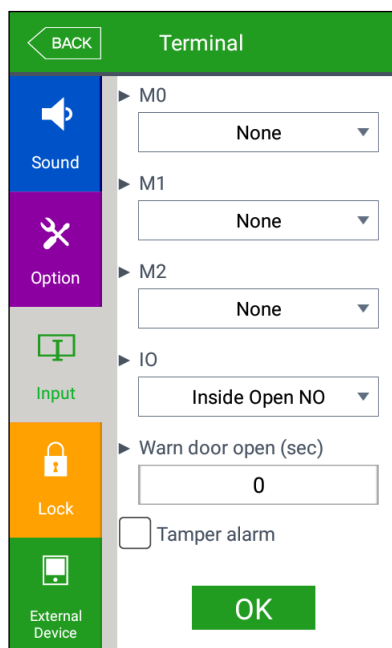 BACK
Terminal
Sound
Option
Input
Lock
External
Device
M0
None
M1
None
M2
None
IO
Inside Open NO
Warn door open (sec)
0
Tamper alarm
OK